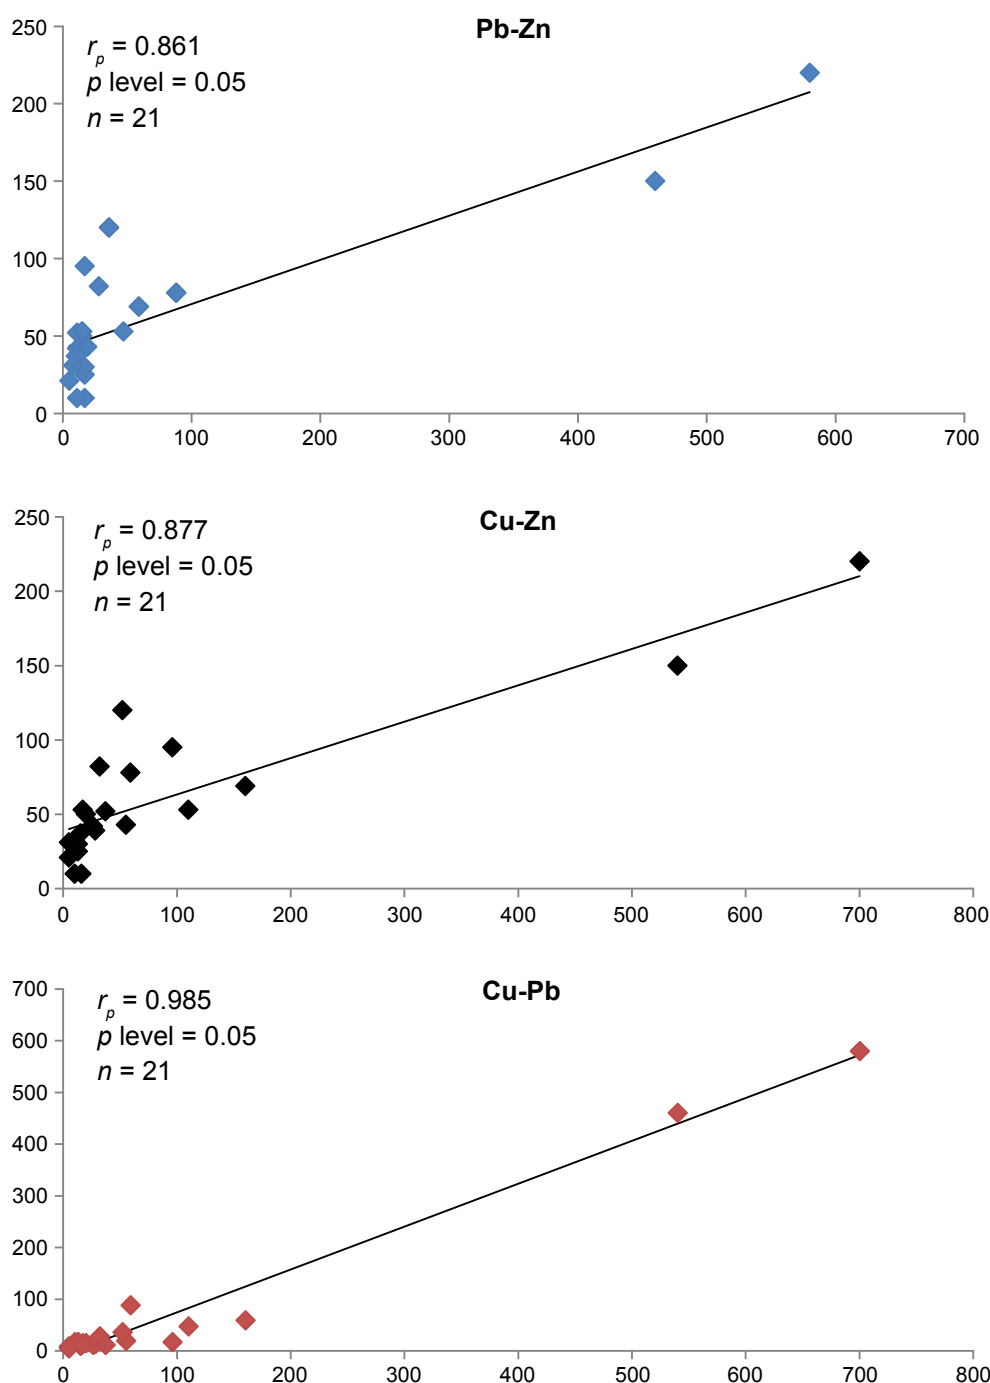 Pb-Zn
r_p = 0.861
p level = 0.05
n = 21
250
200
150
100
50
0
0 100 200 300 400 500 600 700
Cu-Zn
r_p = 0.877
p level = 0.05
n = 21
250
200
150
100
50
0
0 100 200 300 400 500 600 700 800
Cu-Pb
r_p = 0.985
p level = 0.05
n = 21
700
600
500
400
300
200
100
0
0 100 200 300 400 500 600 700 800